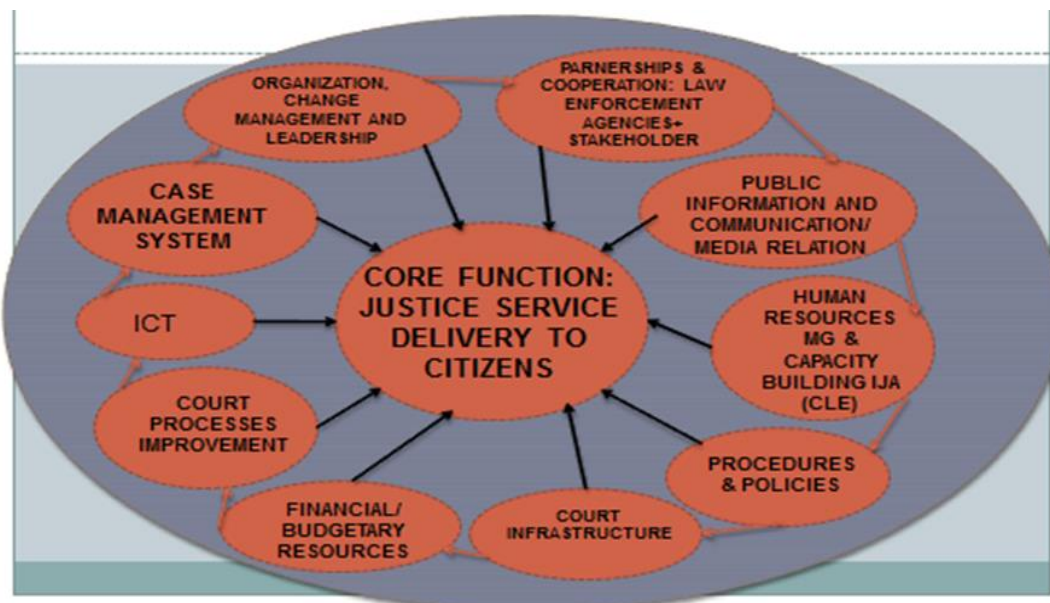 ORGANIZATION,
CHANGE
MANAGEMENT AND
LEADERSHIP
PARNERSHIPS &
COOPERATION: LAW
ENFORCEMENT
AGENCIES+
STAKEHOLDER
PUBLIC
INFORMATION AND
COMMUNICATION/
MEDIA RELATION
HUMAN
RESOURCES
MG &
CAPACITY
BUILDING IJA
(CLE)
PROCEDURES
& POLICIES
COURT
INFRASTRUCTURE
FINANCIAL/
BUDGETARY
RESOURCES
COURT
PROCESSES
IMPROVEMENT
ICT
CASE
MANAGEMENT
SYSTEM
CORE FUNCTION:
JUSTICE SERVICE
DELIVERY TO
CITIZENS